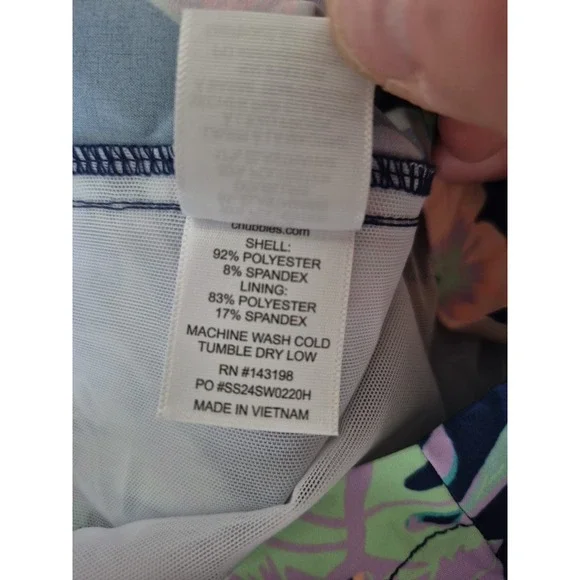 chubbies.com
SHELL:
92% POLYESTER
8% SPANDEX
LINING:
83% POLYESTER
17% SPANDEX
MACHINE WASH COLD
TUMBLE DRY LOW
RN #143198
PO #SS24SW0220H
MADE IN VIETNAM